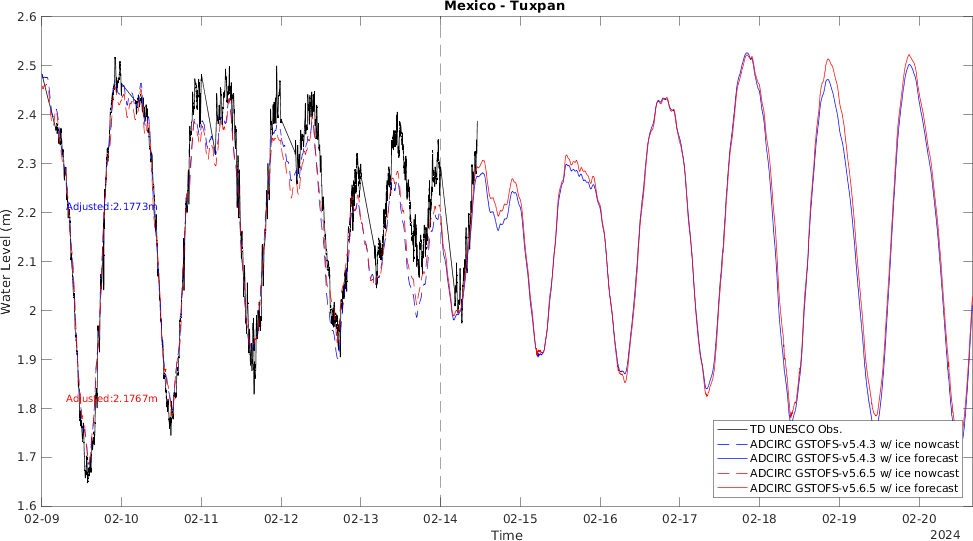 Mexico - Tuxpan
2.6
2.5
2.4
2.3
2.2
2.1
2
1.9
1.8
1.7
1.6
Water Level (m)
Adjusted:2.1773m
Adjusted:2.1767m
TD UNESCO Obs.
ADCIRC GSTOFS-v5.4.3 w/ ice nowcast
ADCIRC GSTOFS-v5.4.3 w/ ice forecast
ADCIRC GSTOFS-v5.6.5 w/ ice nowcast
ADCIRC GSTOFS-v5.6.5 w/ ice forecast
02-09 02-10 02-11 02-12 02-13 02-14 02-15 02-16 02-17 02-18 02-19 02-20
Time
2024